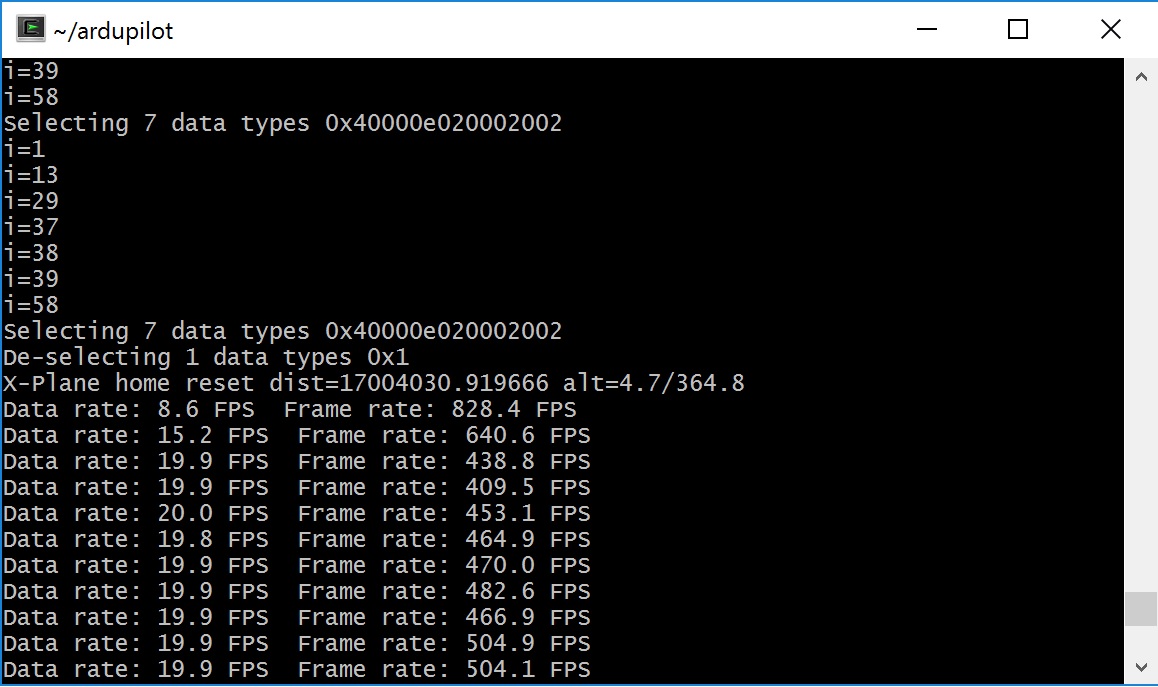 ~/ardupilot
i=39
i=58
Selecting 7 data types 0x40000e020002002
i=1
i=13
i=29
i=37
i=38
i=39
i=58
Selecting 7 data types 0x40000e020002002
De-selecting 1 data types 0x1
X-Plane home reset dist=17004030.919666 alt=4.7/364.8
Data rate: 8.6 FPS  Frame rate: 828.4 FPS
Data rate: 15.2 FPS  Frame rate: 640.6 FPS
Data rate: 19.9 FPS  Frame rate: 438.8 FPS
Data rate: 19.9 FPS  Frame rate: 409.5 FPS
Data rate: 20.0 FPS  Frame rate: 453.1 FPS
Data rate: 19.8 FPS  Frame rate: 464.9 FPS
Data rate: 19.9 FPS  Frame rate: 470.0 FPS
Data rate: 19.9 FPS  Frame rate: 482.6 FPS
Data rate: 19.9 FPS  Frame rate: 466.9 FPS
Data rate: 19.9 FPS  Frame rate: 504.9 FPS
Data rate: 19.9 FPS  Frame rate: 504.1 FPS